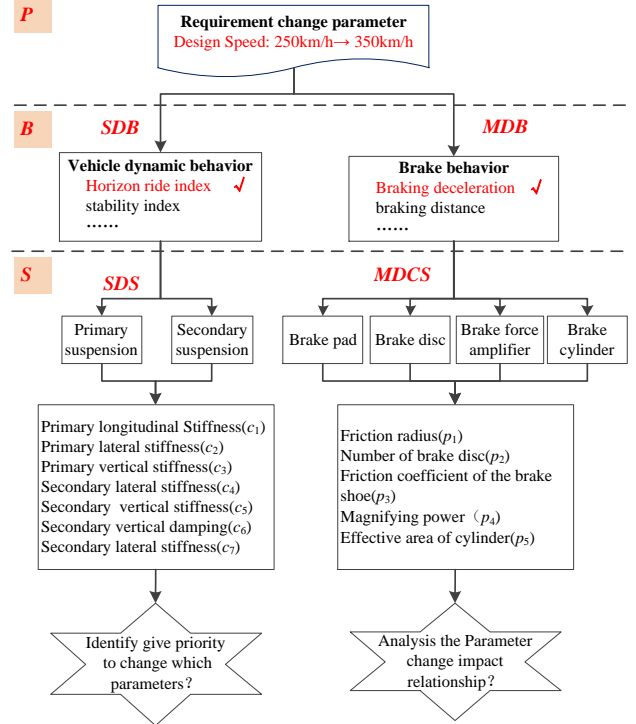 P
Requirement change parameter
Design Speed: 250km/h→ 350km/h
B
SDB
MDB
Vehicle dynamic behavior
Horizon ride index √
stability index
……
Brake behavior
Braking deceleration √
braking distance
……
S
SDS
MDCS
Primary
suspension
Secondary
suspension
Brake pad
Brake disc
Brake force
amplifier
Brake
cylinder
Primary longitudinal Stiffness(c1)
Primary lateral stiffness(c2)
Primary vertical stiffness(c3)
Secondary lateral stiffness(c4)
Secondary vertical stiffness(c5)
Secondary vertical damping(c6)
Secondary lateral stiffness(c7)
Friction radius(p1)
Number of brake disc(p2)
Friction coefficient of the brake
shoe(p3)
Magnifying power（p4)
Effective area of cylinder(p5)
Identify give priority
to change which
parameters?
Analysis the Parameter
change impact
relationship?